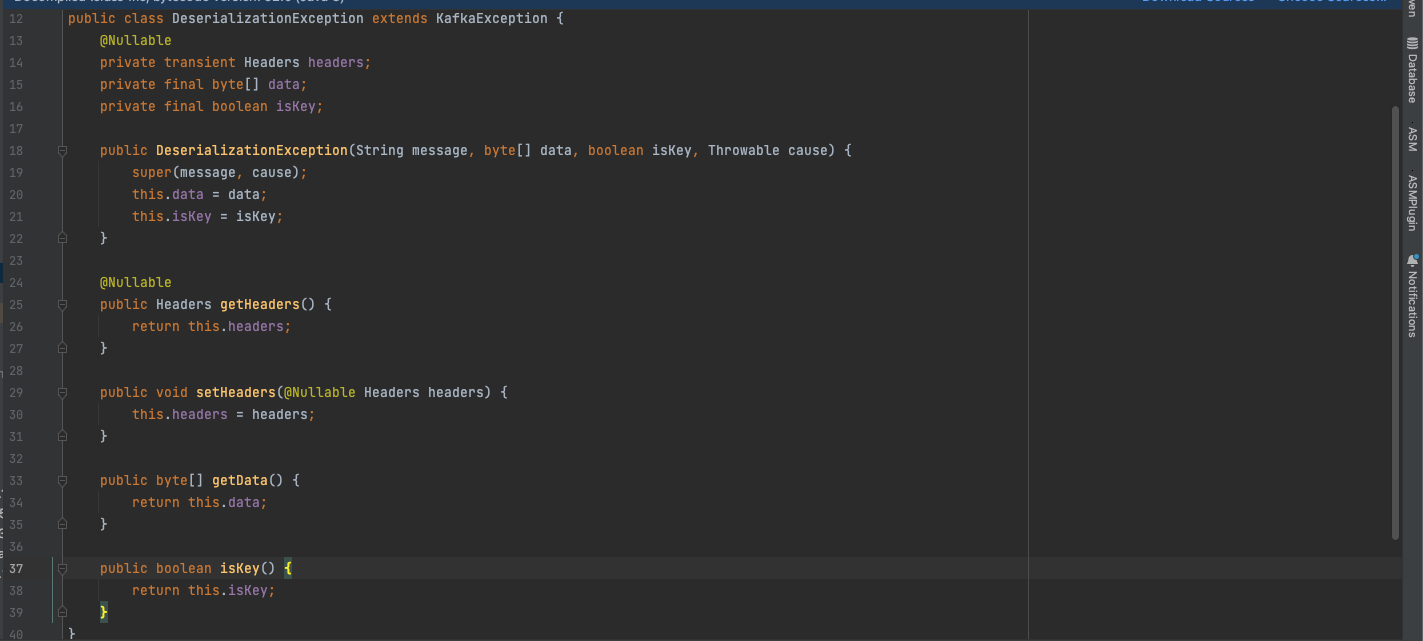 12 public class DeserializationException extends KafkaException {
13 @Nullable
14 private transient Headers headers;
15 private final byte[] data;
16 private final boolean isKey;
17
18 public DeserializationException(String message, byte[] data, boolean isKey, Throwable cause) {
19 super(message, cause);
20 this.data = data;
21 this.isKey = isKey;
22 }
23
24 @Nullable
25 public Headers getHeaders() {
26 return this.headers;
27 }
28
29 public void setHeaders(@Nullable Headers headers) {
30 this.headers = headers;
31 }
32
33 public byte[] getData() {
34 return this.data;
35 }
36
37 public boolean isKey() {
38 return this.isKey;
39 }
40 }
Database
ASM
ASMPlugin
Notifications